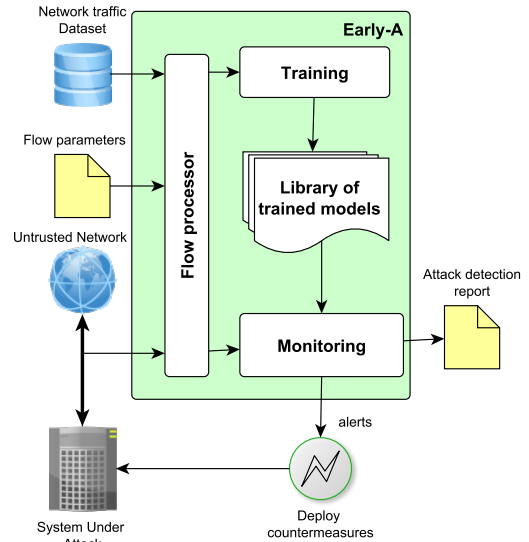 Network traffic
Dataset
Early-A
Training
Flow parameters
Flow processor
Library of
trained models
Untrusted Network
Attack detection
report
Monitoring
alerts
System Under
Attack
Deploy
countermeasures